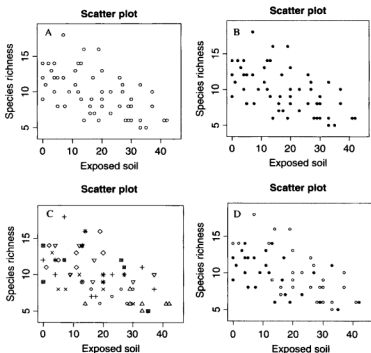 Scatter plot
A
Species richness
5 10 15
0 10 20 30 40
Exposed soil
Scatter plot
B
Species richness
5 10 15
0 10 20 30 40
Exposed soil
Scatter plot
C
Species richness
5 10 15
0 10 20 30 40
Exposed soil
Scatter plot
D
Species richness
5 10 15
0 10 20 30 40
Exposed soil